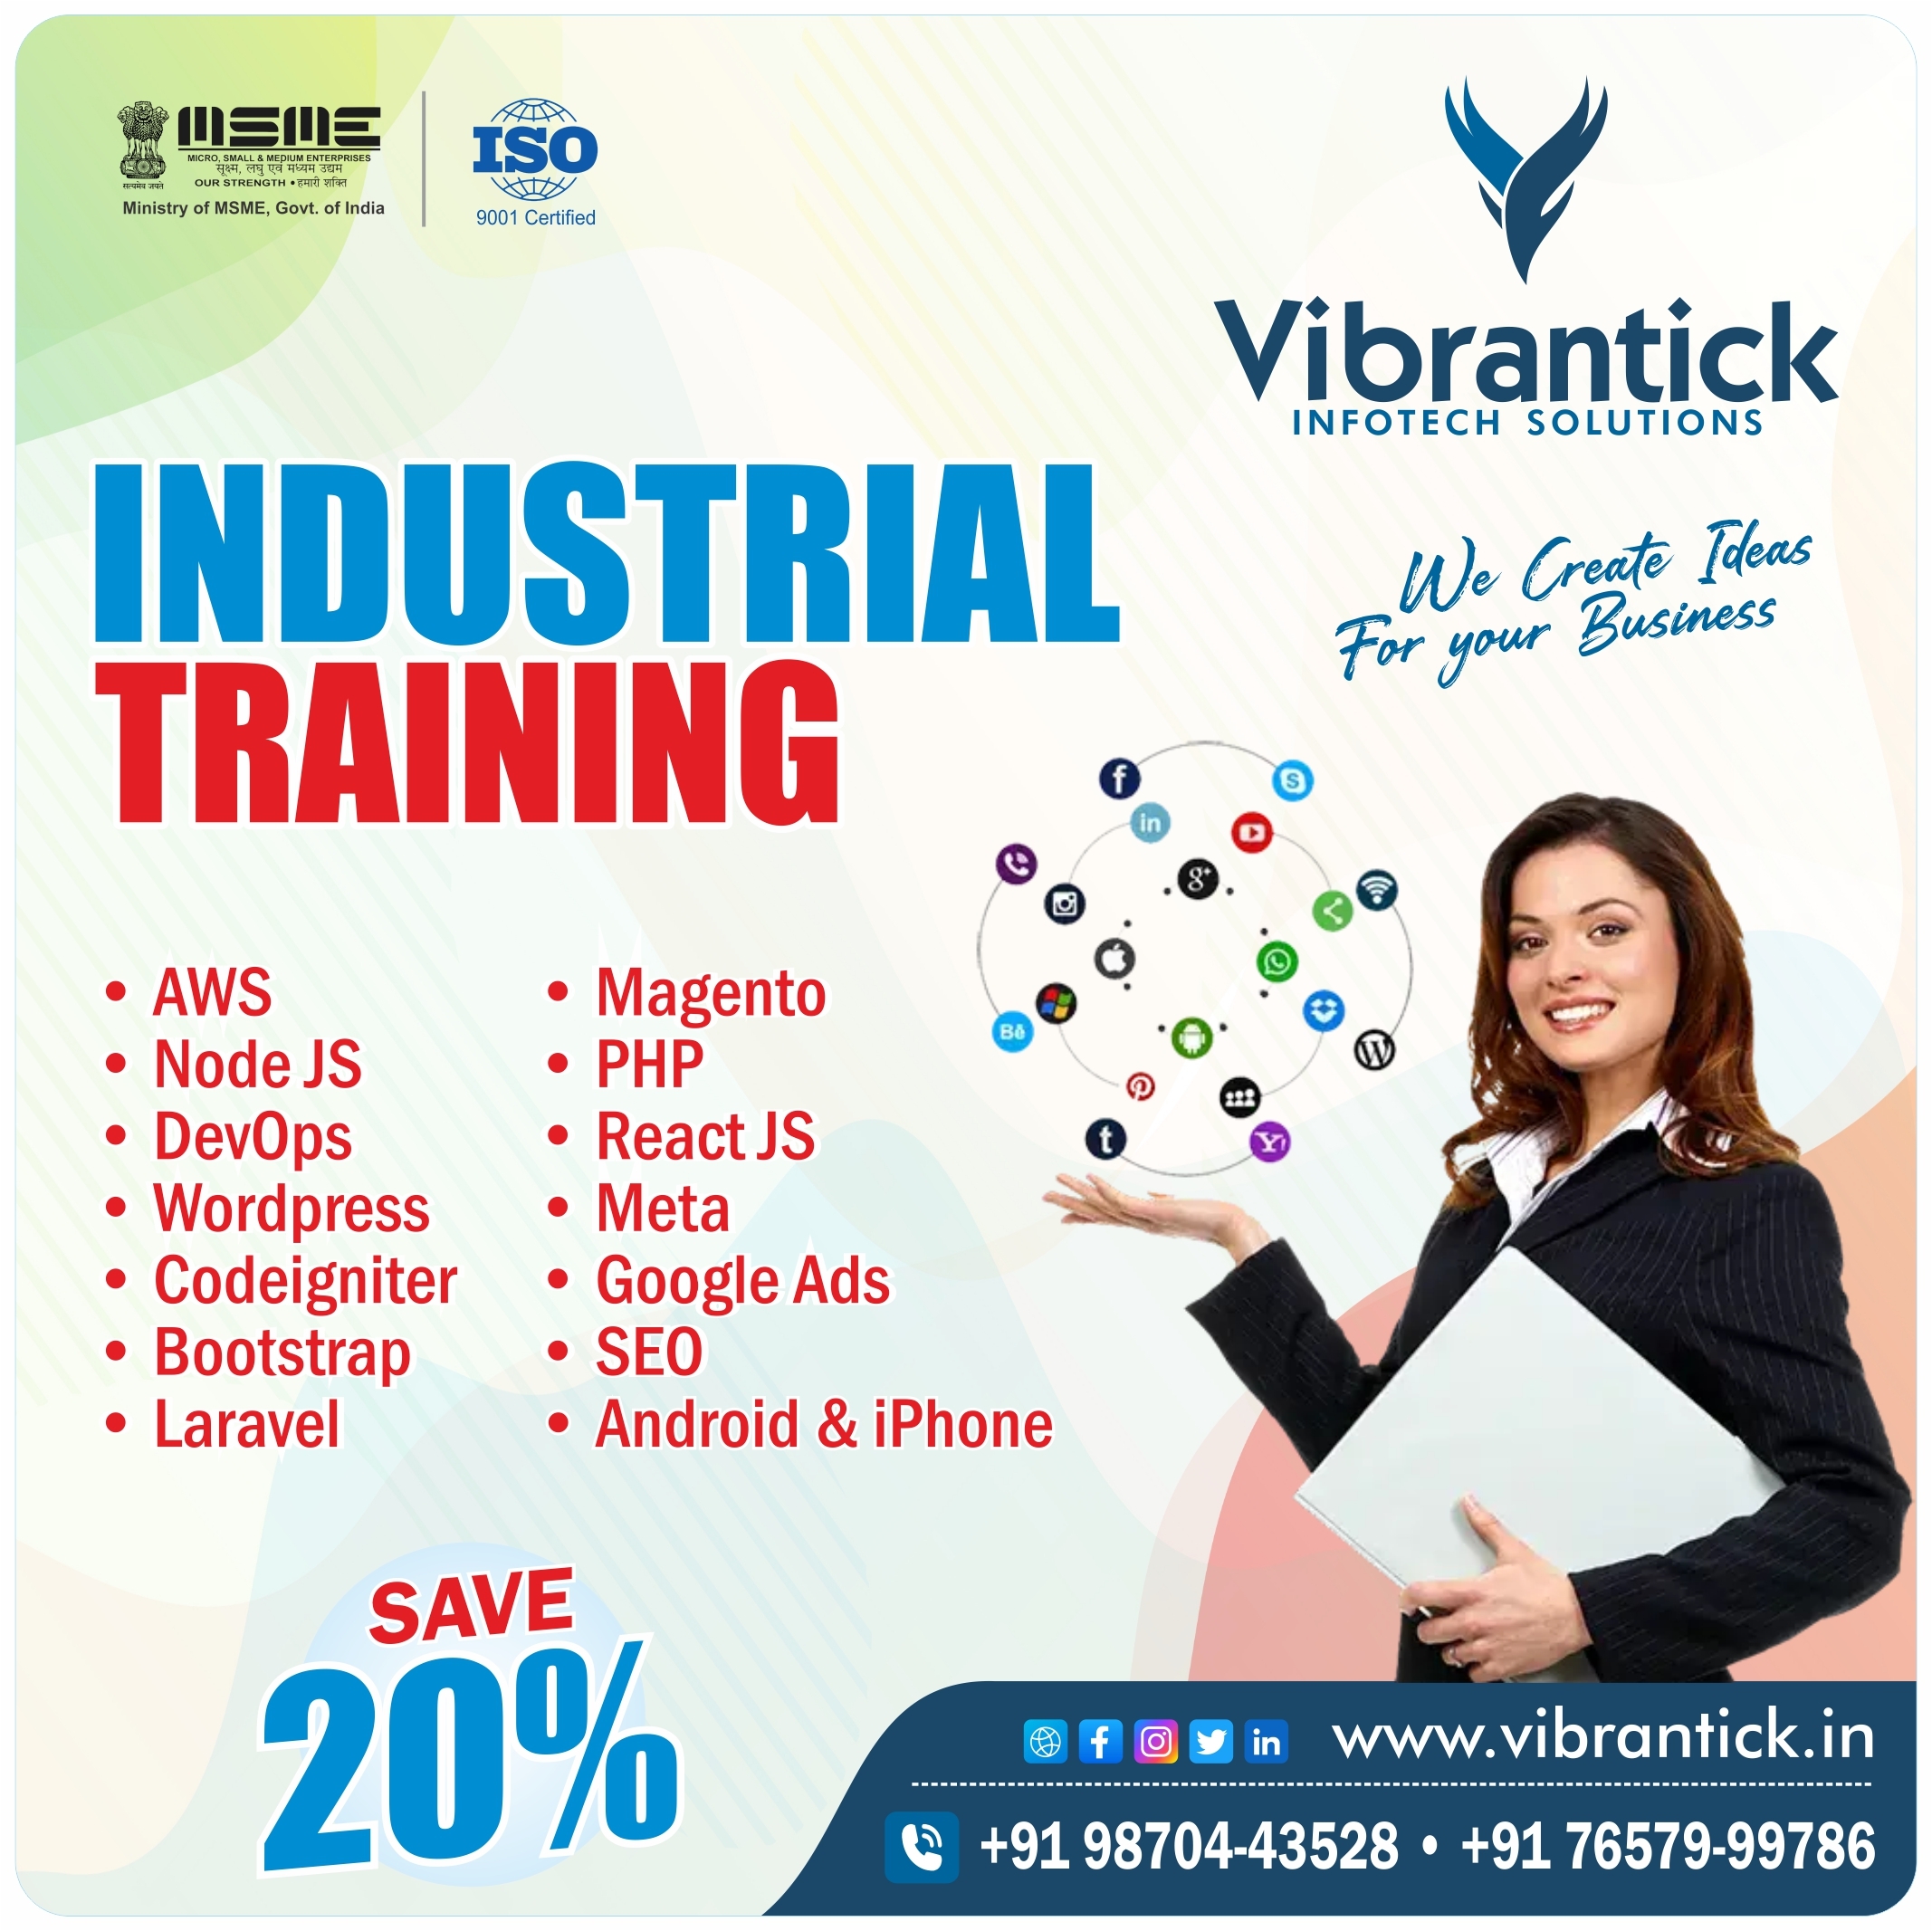 MSME
MICRO, SMALL & MEDIUM ENTERPRISES
सूक्ष्म, लघु एवं मध्यम उद्यम
OUR STRENGTH • हमारी शक्ति
सत्यमेव जयते
Ministry of MSME, Govt. of India
ISO
9001 Certified
Vibrantick
INFOTECH SOLUTIONS
We Create Ideas
For your Business
INDUSTRIAL
TRAINING
• AWS
• Node JS
• DevOps
• Wordpress
• Codeigniter
• Bootstrap
• Laravel
• Magento
• PHP
• React JS
• Meta
• Google Ads
• SEO
• Android & iPhone
SAVE
20%
www.vibrantick.in
+91 98704-43528 • +91 76579-99786